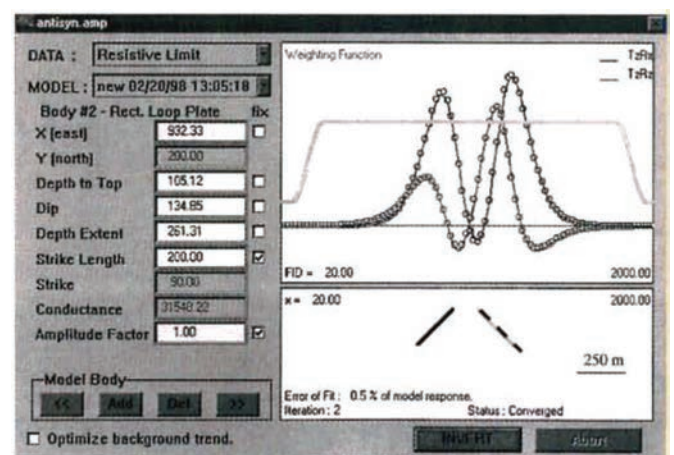 antisyn.amp
DATA : Resistive Limit
MODEL : new 02/20/98 13:05:18
Body #2 - Rect. Loop Plate fix
X (east) 932.33
Y (north) 200.00
Depth to Top 105.12
Dip 134.85
Depth Extent 261.31
Strike Length 200.00
Strike 90.00
Conductance 31548.22
Amplitude Factor 1.00
Model Body
<< Add Del >>
Optimize background trend.
Weighting Function
TzRx
TzRz
FID = 20.00 2000.00
x = 20.00 2000.00
250 m
Error of Fit : 0.5 % of model response.
Iteration : 2 Status : Converged
INVERT Abort